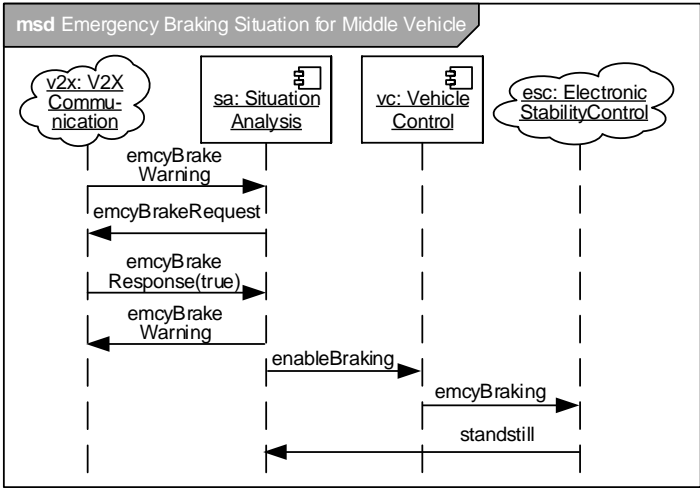 msd Emergency Braking Situation for Middle Vehicle
v2x: V2X
Commu-
nication
sa: Situation
Analysis
vc: Vehicle
Control
esc: Electronic
StabilityControl
emcyBrake
Warning
emcyBrakeRequest
emcyBrake
Response(true)
emcyBrake
Warning
enableBraking
emcyBraking
standstill